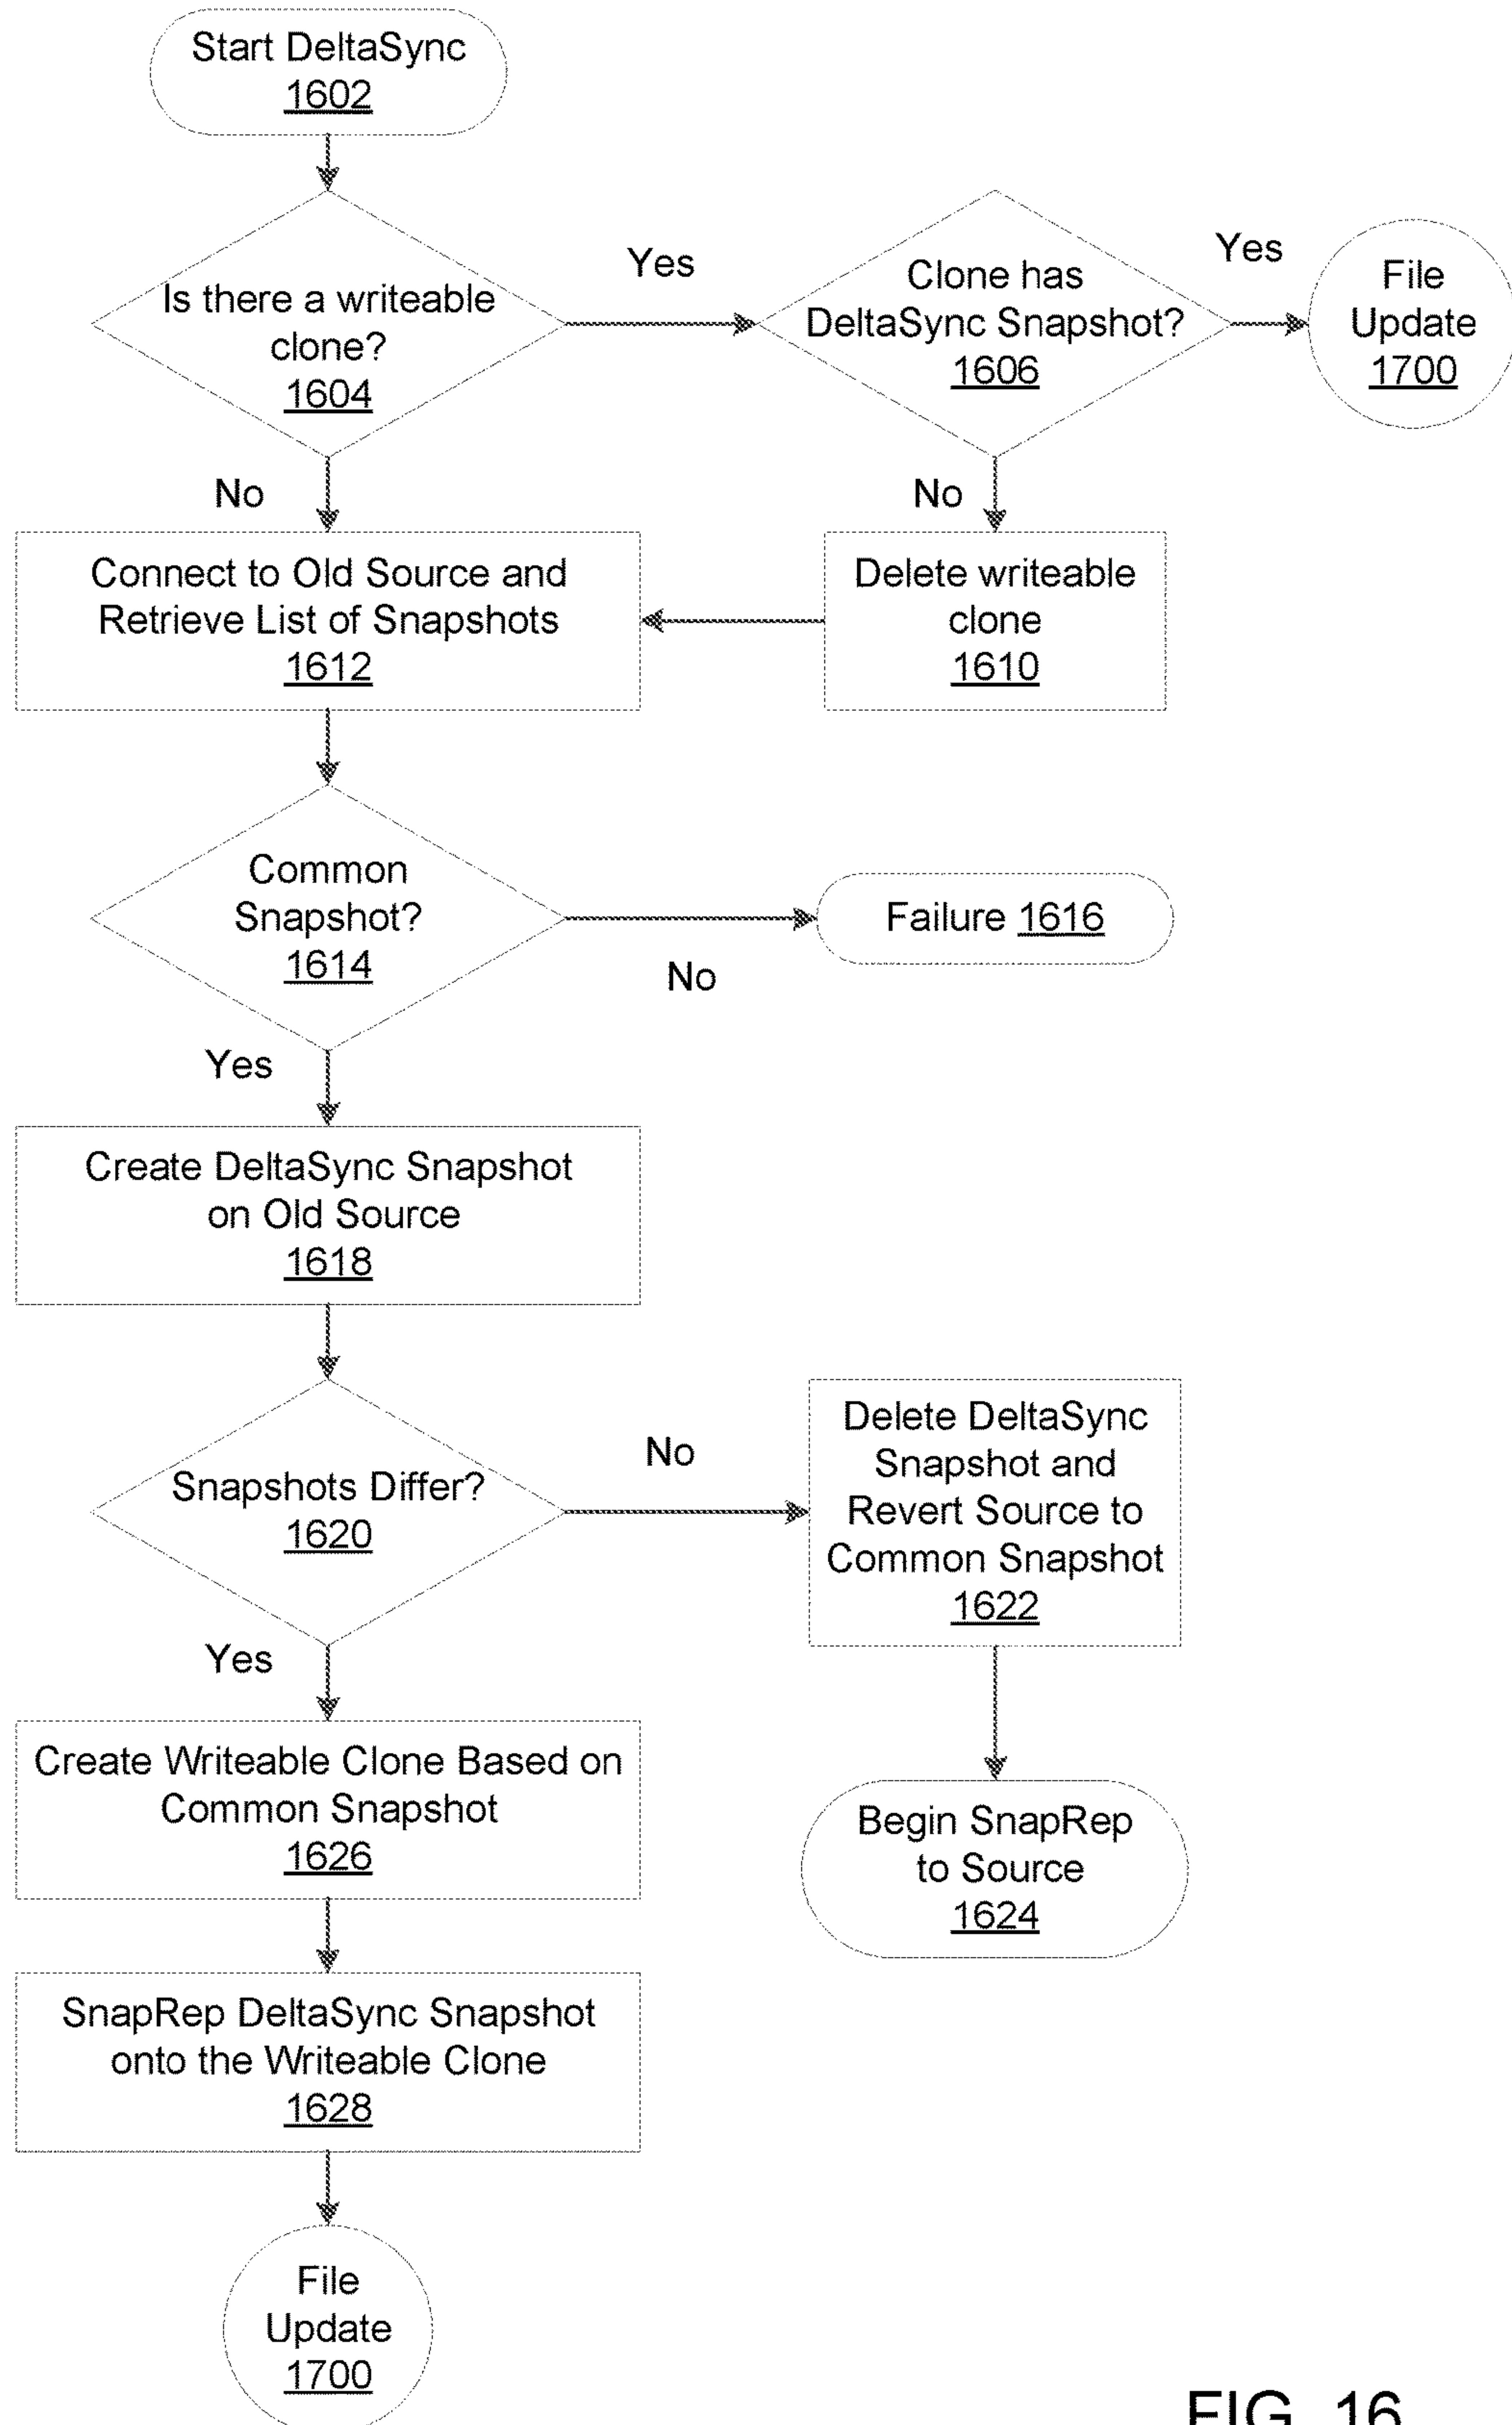 Start DeltaSync
1602
Is there a writeable
clone?
1604
Yes
Clone has
DeltaSync Snapshot?
1606
Yes
File
Update
1700
No
No
Connect to Old Source and
Retrieve List of Snapshots
1612
Delete writeable
clone
1610
Common
Snapshot?
1614
No
Failure 1616
Yes
Create DeltaSync Snapshot
on Old Source
1618
Snapshots Differ?
1620
No
Delete DeltaSync
Snapshot and
Revert Source to
Common Snapshot
1622
Yes
Create Writeable Clone Based on
Common Snapshot
1626
Begin SnapRep
to Source
1624
SnapRep DeltaSync Snapshot
onto the Writeable Clone
1628
File
Update
1700
FIG. 16